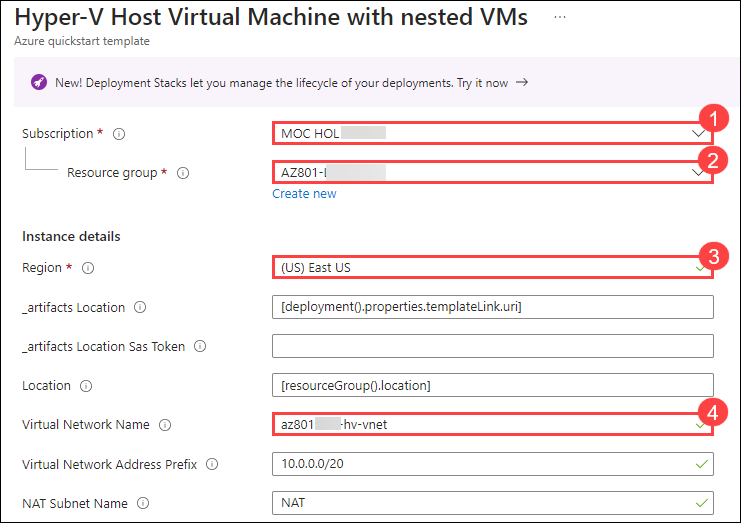 Hyper-V Host Virtual Machine with nested VMs ...
Azure quickstart template
New! Deployment Stacks let you manage the lifecycle of your deployments. Try it now →
1
Subscription * MOC HOL
2
Resource group * AZ801-
Create new
Instance details
3
Region * (US) East US
_artifacts Location [deployment().properties.templateLink.uri]
_artifacts Location Sas Token
Location [resourceGroup().location]
4
Virtual Network Name az801 -hv-vnet
Virtual Network Address Prefix 10.0.0.0/20
NAT Subnet Name NAT